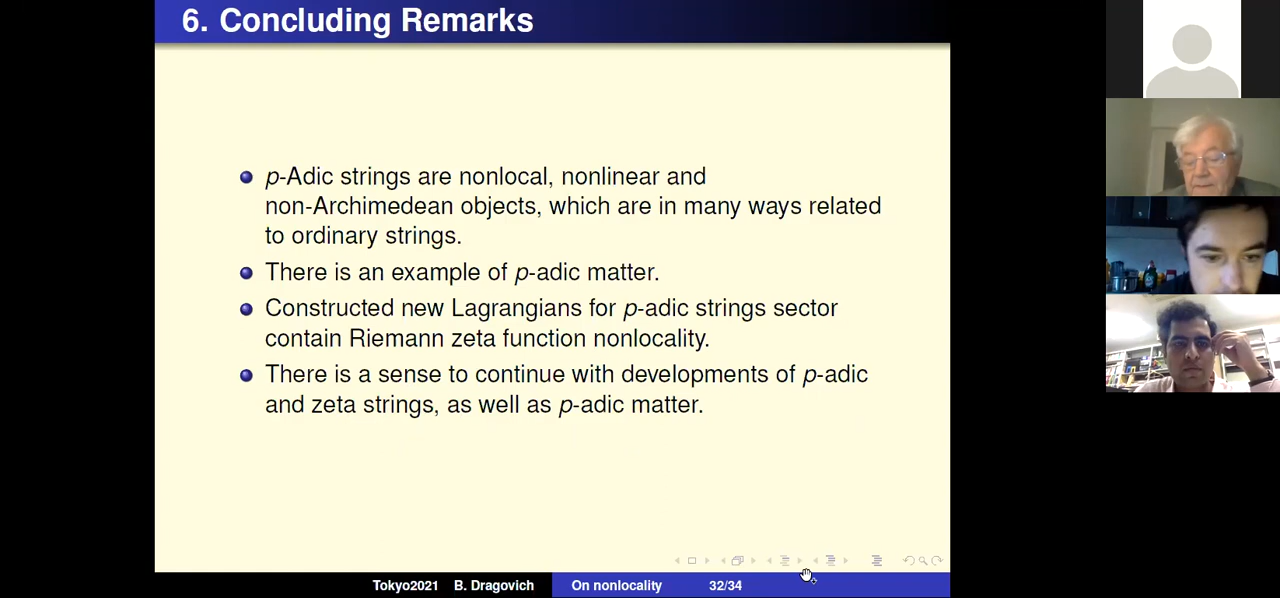 6. Concluding Remarks
p-Adic strings are nonlocal, nonlinear and
non-Archimedean objects, which are in many ways related
to ordinary strings.
There is an example of p-adic matter.
Constructed new Lagrangians for p-adic strings sector
contain Riemann zeta function nonlocality.
There is a sense to continue with developments of p-adic
and zeta strings, as well as p-adic matter.
Tokyo2021 B. Dragovich On nonlocality 32/34